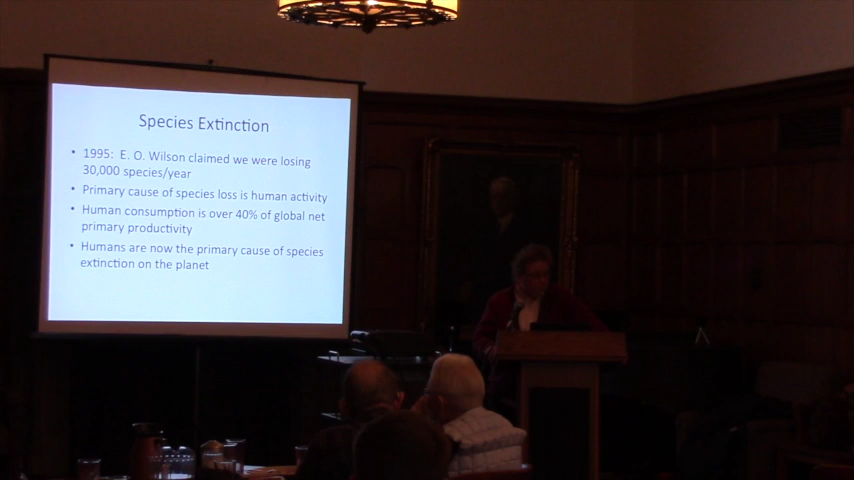 Species Extinction
• 1995: E. O. Wilson claimed we were losing
30,000 species/year
• Primary cause of species loss is human activity
• Human consumption is over 40% of global net
primary productivity
• Humans are now the primary cause of species
extinction on the planet